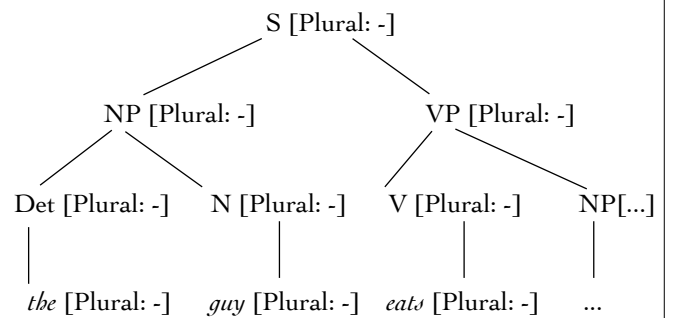 S [Plural: -]
NP [Plural: -] VP [Plural: -]
Det [Plural: -] N [Plural: -] V [Plural: -] NP[...]
the [Plural: -] guy [Plural: -] eats [Plural: -] ...